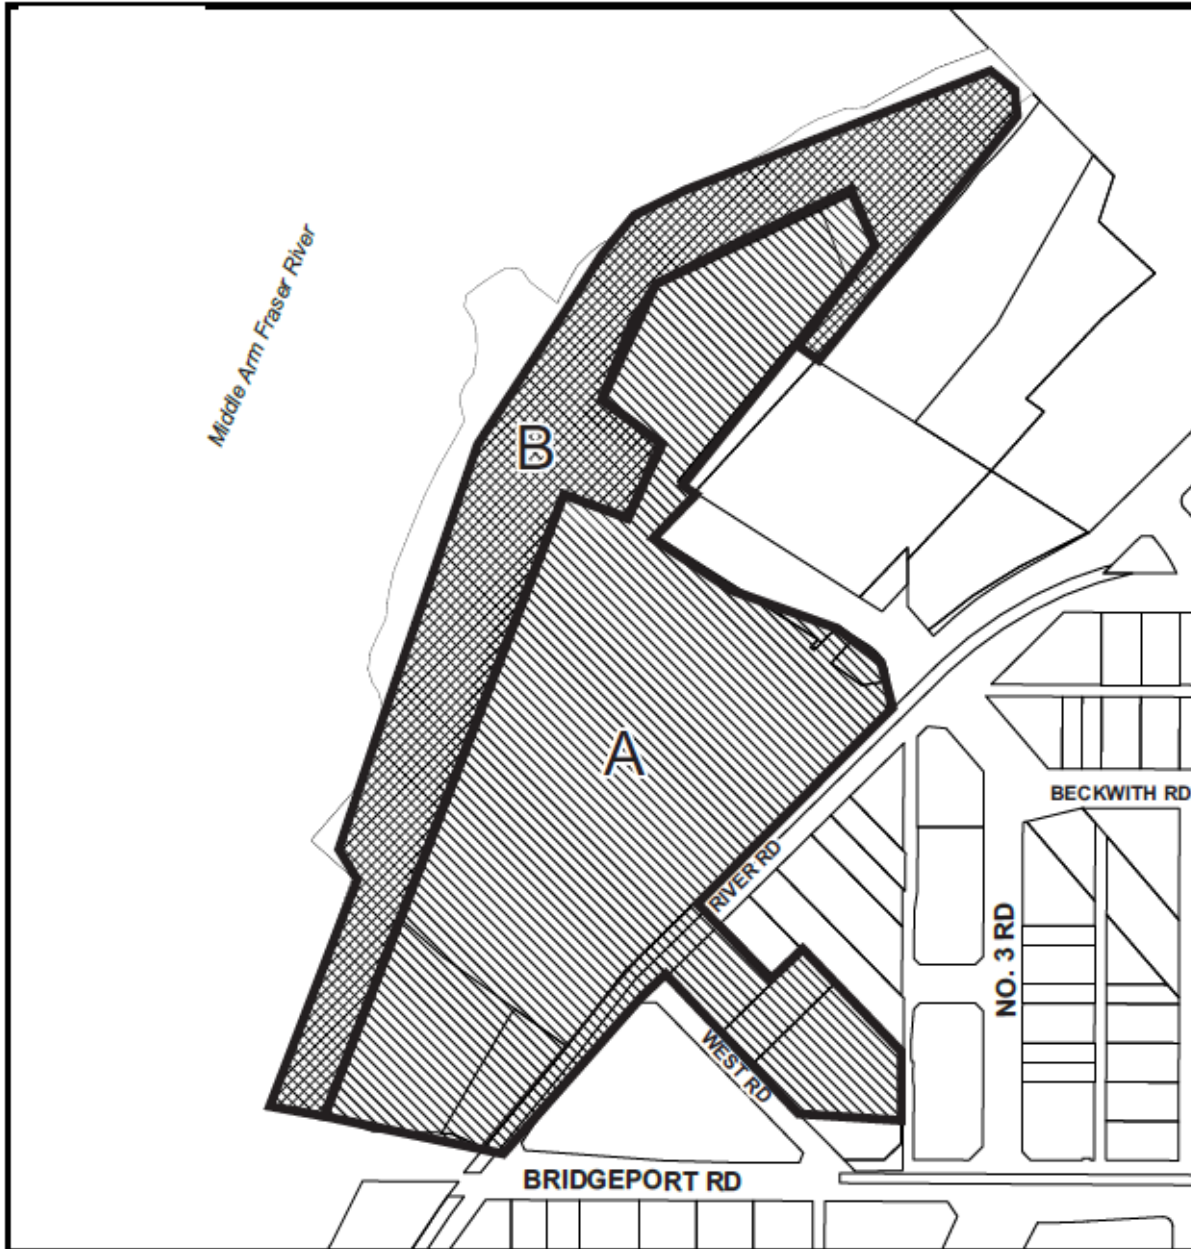 Middle Arm Fraser River
B
A
BECKWITH RD
RIVER RD
NO. 3 RD
WEST RD
BRIDGEPORT RD